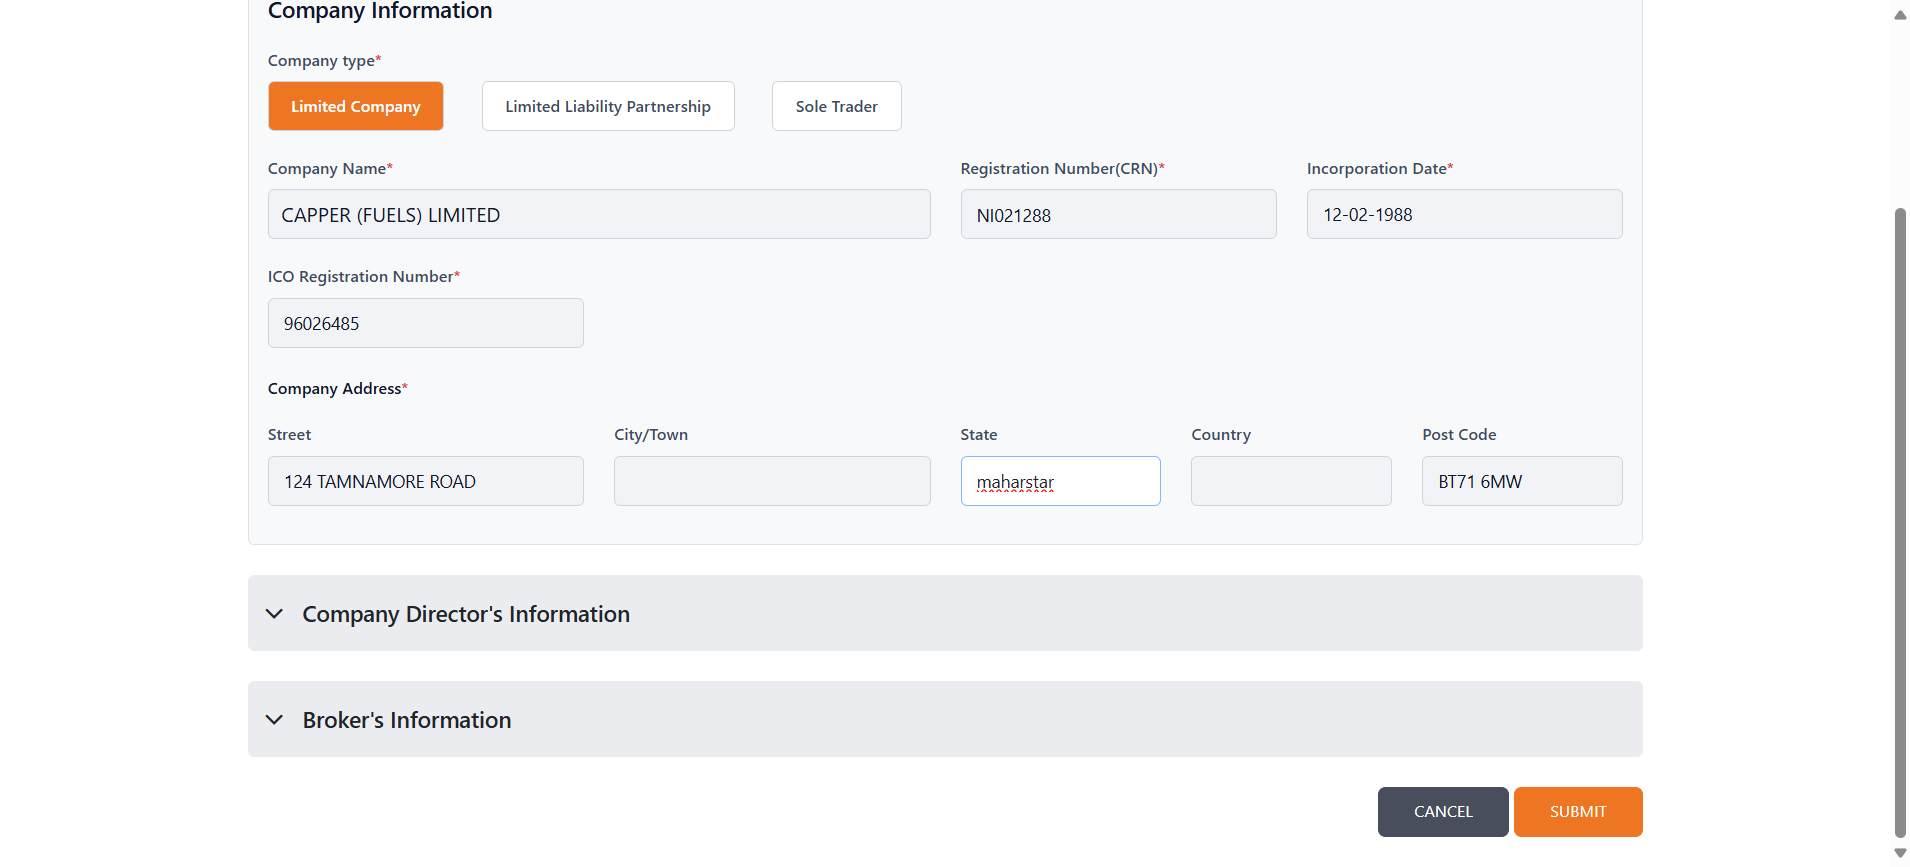 Company Information
Company type*
Limited Company
Limited Liability Partnership
Sole Trader
Company Name*
Registration Number(CRN)*
Incorporation Date*
CAPPER (FUELS) LIMITED
NI021288
12-02-1988
ICO Registration Number*
96026485
Company Address*
Street
City/Town
State
Country
Post Code
124 TAMNAMORE ROAD
maharstar
BT71 6MW
Company Director's Information
Broker's Information
CANCEL
SUBMIT